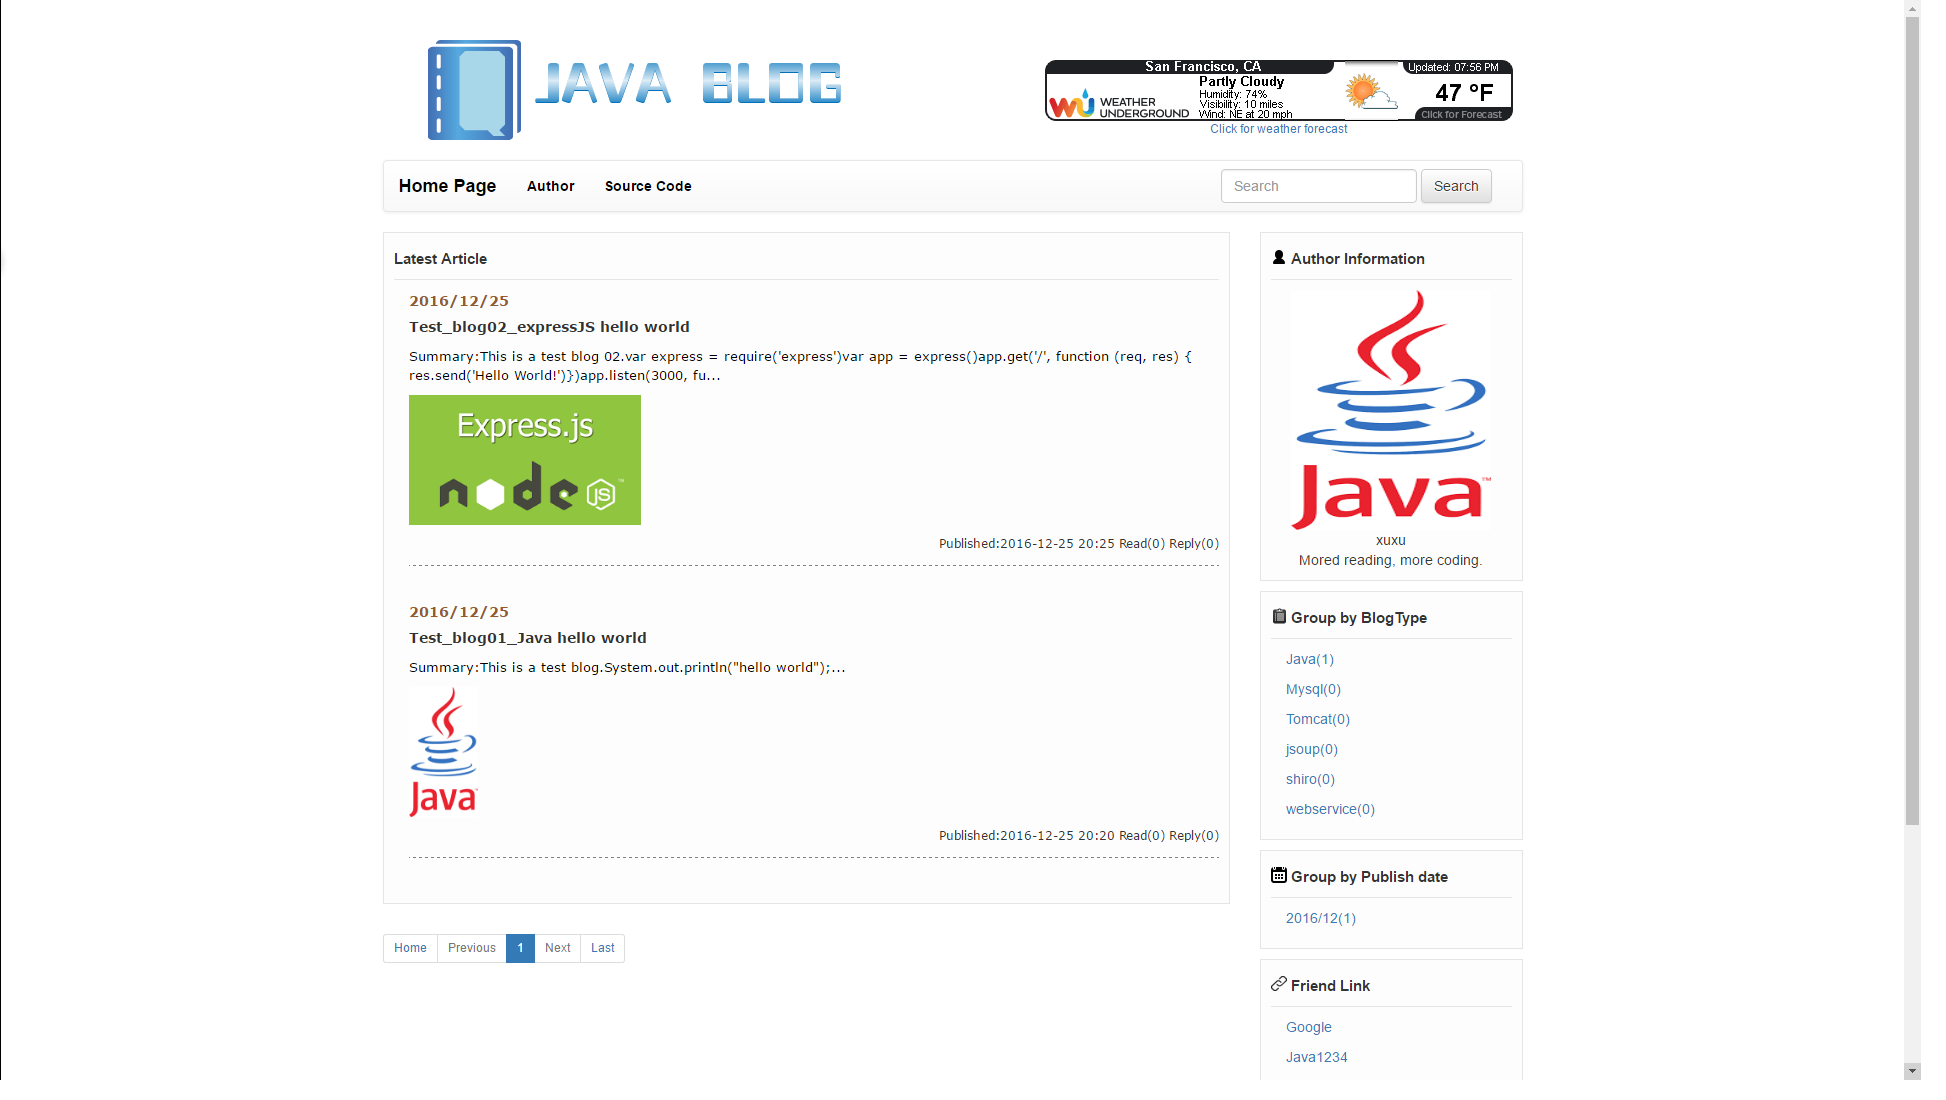 JAVA BLOG
San Francisco, CA
Updated: 07:56 PM
Partly Cloudy
Humidity: 74%
Visibility: 10 miles
Wind: NE at 20 mph
WEATHER
UNDERGROUND
47 °F
Click for Forecast
Click for weather forecast
Home Page Author Source Code Search Search
Latest Article
2016/12/25
Test_blog02_expressJS hello world
Summary:This is a test blog 02.var express = require('express')var app = express()app.get('/', function (req, res) {
res.send('Hello World!')})app.listen(3000, fu...
Express.js
node JS ™
Published:2016-12-25 20:25 Read(0) Reply(0)
2016/12/25
Test_blog01_Java hello world
Summary:This is a test blog.System.out.println("hello world");...
Java
Published:2016-12-25 20:20 Read(0) Reply(0)
Home Previous 1 Next Last
Author Information
Java™
xuxu
Mored reading, more coding.
Group by BlogType
Java(1)
Mysql(0)
Tomcat(0)
jsoup(0)
shiro(0)
webservice(0)
Group by Publish date
2016/12(1)
Friend Link
Google
Java1234